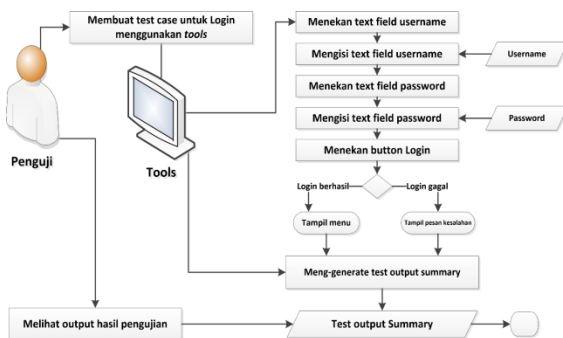 Membuat test case untuk Login
menggunakan tools
Penguji
Tools
Menekan text field username
Mengisi text field username
Username
Menekan text field password
Mengisi text field password
Password
Menekan button Login
Login berhasil
Login gagal
Tampil menu
Tampil pesan kesalahan
Meng-generate test output summary
Melihat output hasil pengujian
Test output Summary